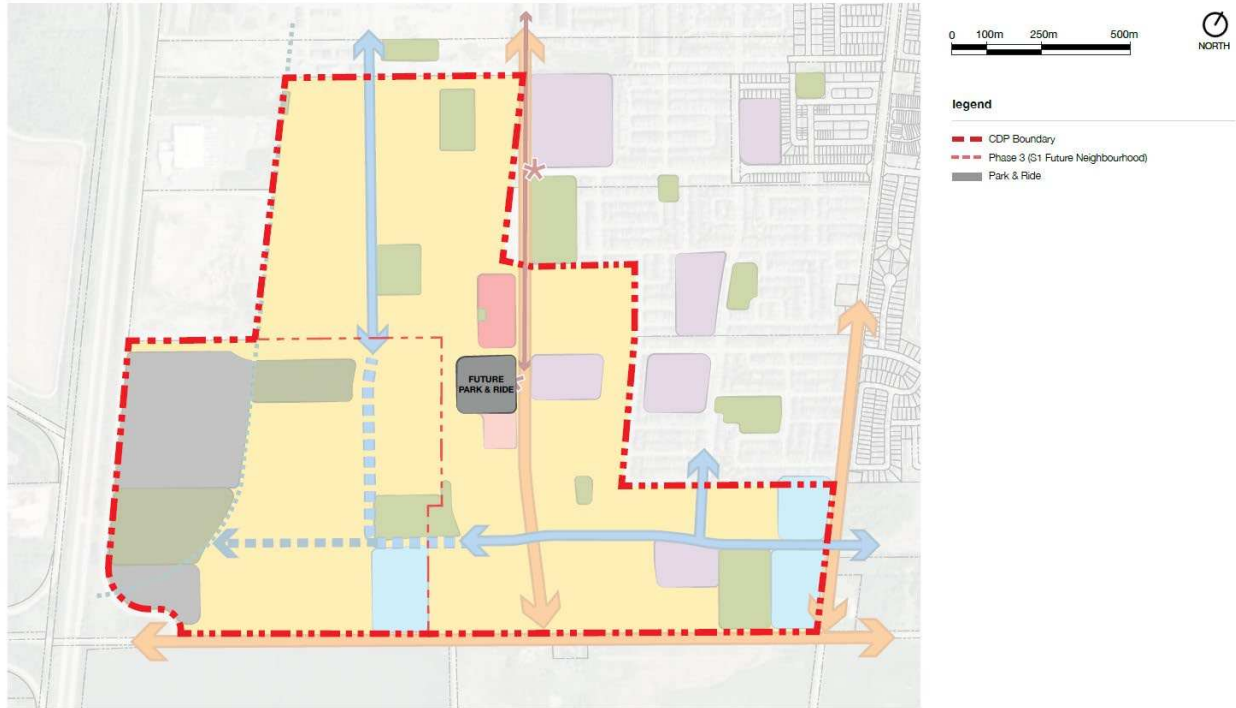 0 100m 250m 500m
NORTH
legend
CDP Boundary
Phase 3 (S1 Future Neighbourhood)
Park & Ride
FUTURE
PARK & RIDE